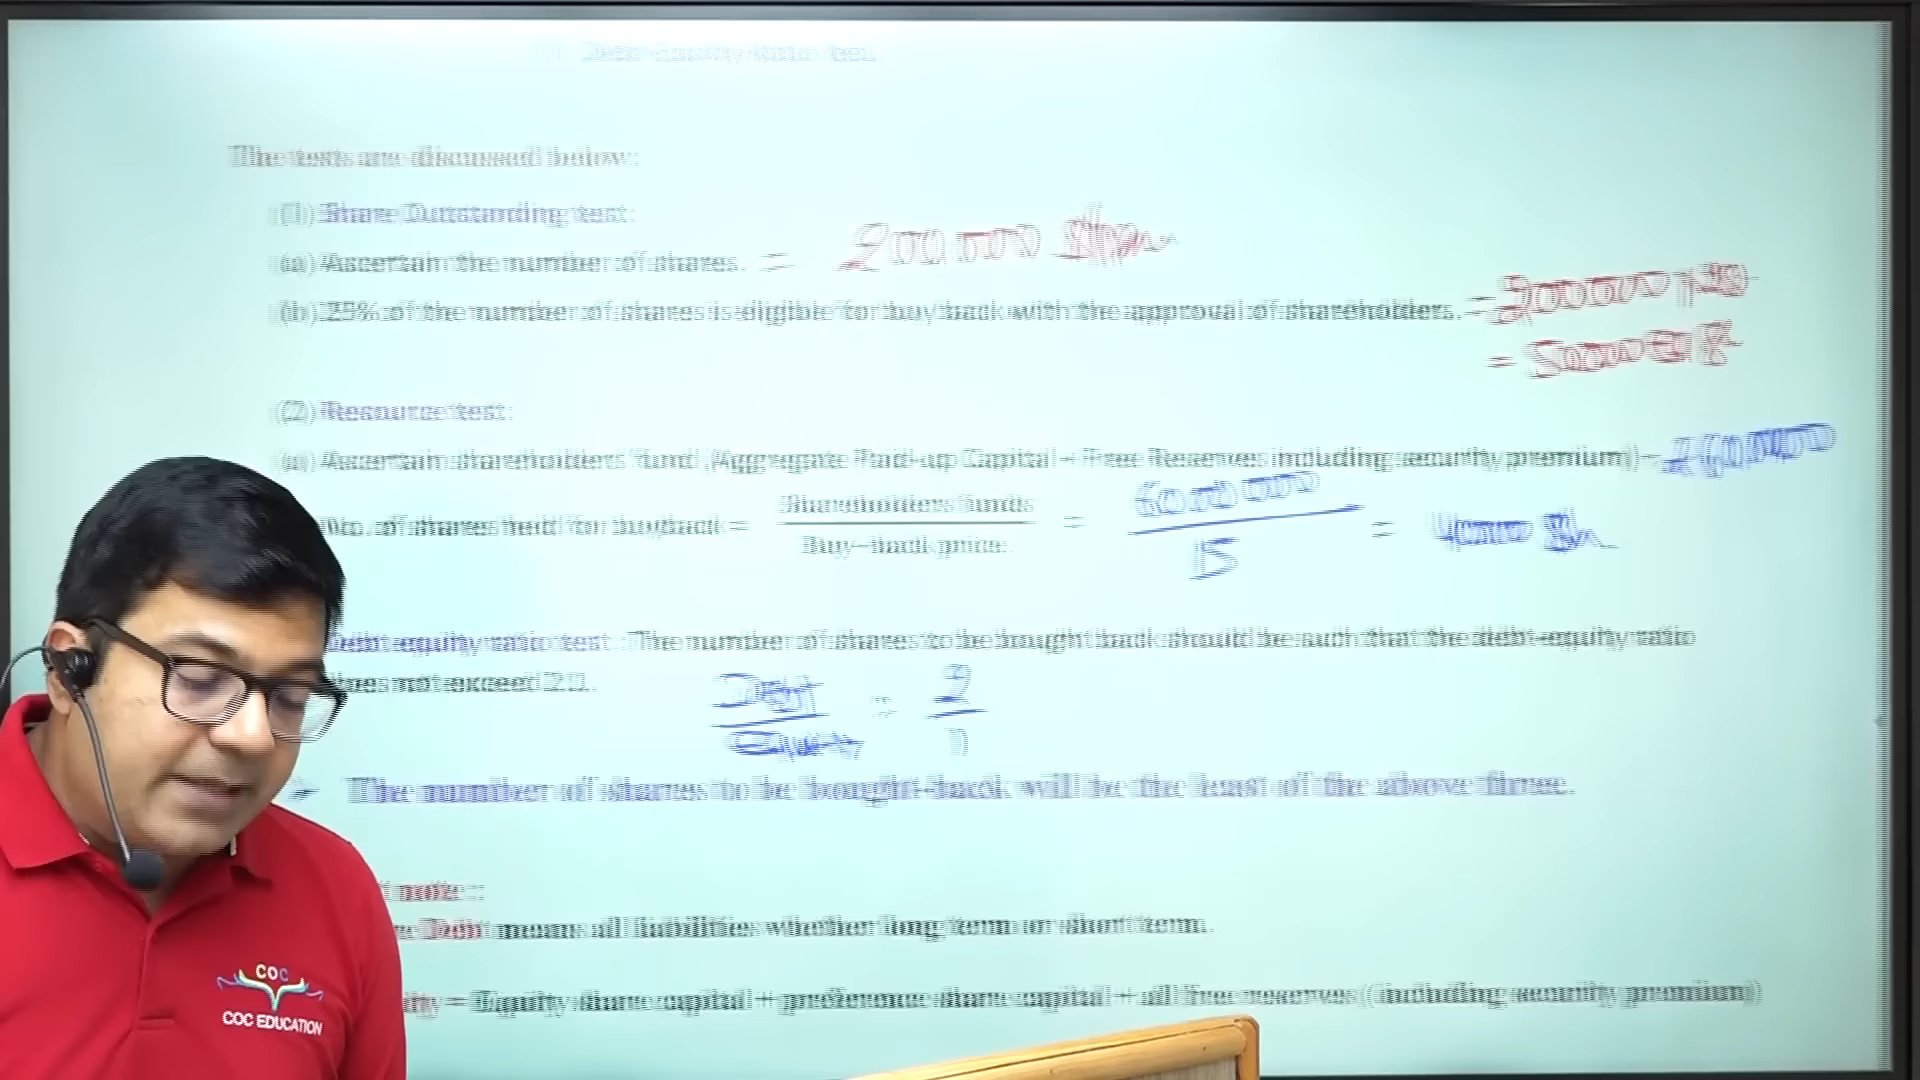 Debt-Equity Ratio test
The tests are discussed below:
(1) Share Outstanding test:
(a) Ascertain the number of shares. =
(b) 25% of the number of shares is eligible for buy back with the approval of shareholders. =
=
(2) Resource test:
(a) Ascertain shareholders' fund (Aggregate Paid-up Capital + Free Reserves including security premium)
No. of shares held for buyback = Shareholders funds / Buy-back price = / 15 =
Debt equity ratio test: The number of shares to be bought back should be such that the debt-equity ratio
does not exceed 2:1.
Debt / Equity = 2 / 1
The number of shares to be bought-back will be the least of the above three.
note:
Debt means all liabilities whether long term or short term.
= Equity share capital + preference share capital + all free reserves (including security premium)
COC
COC EDUCATION